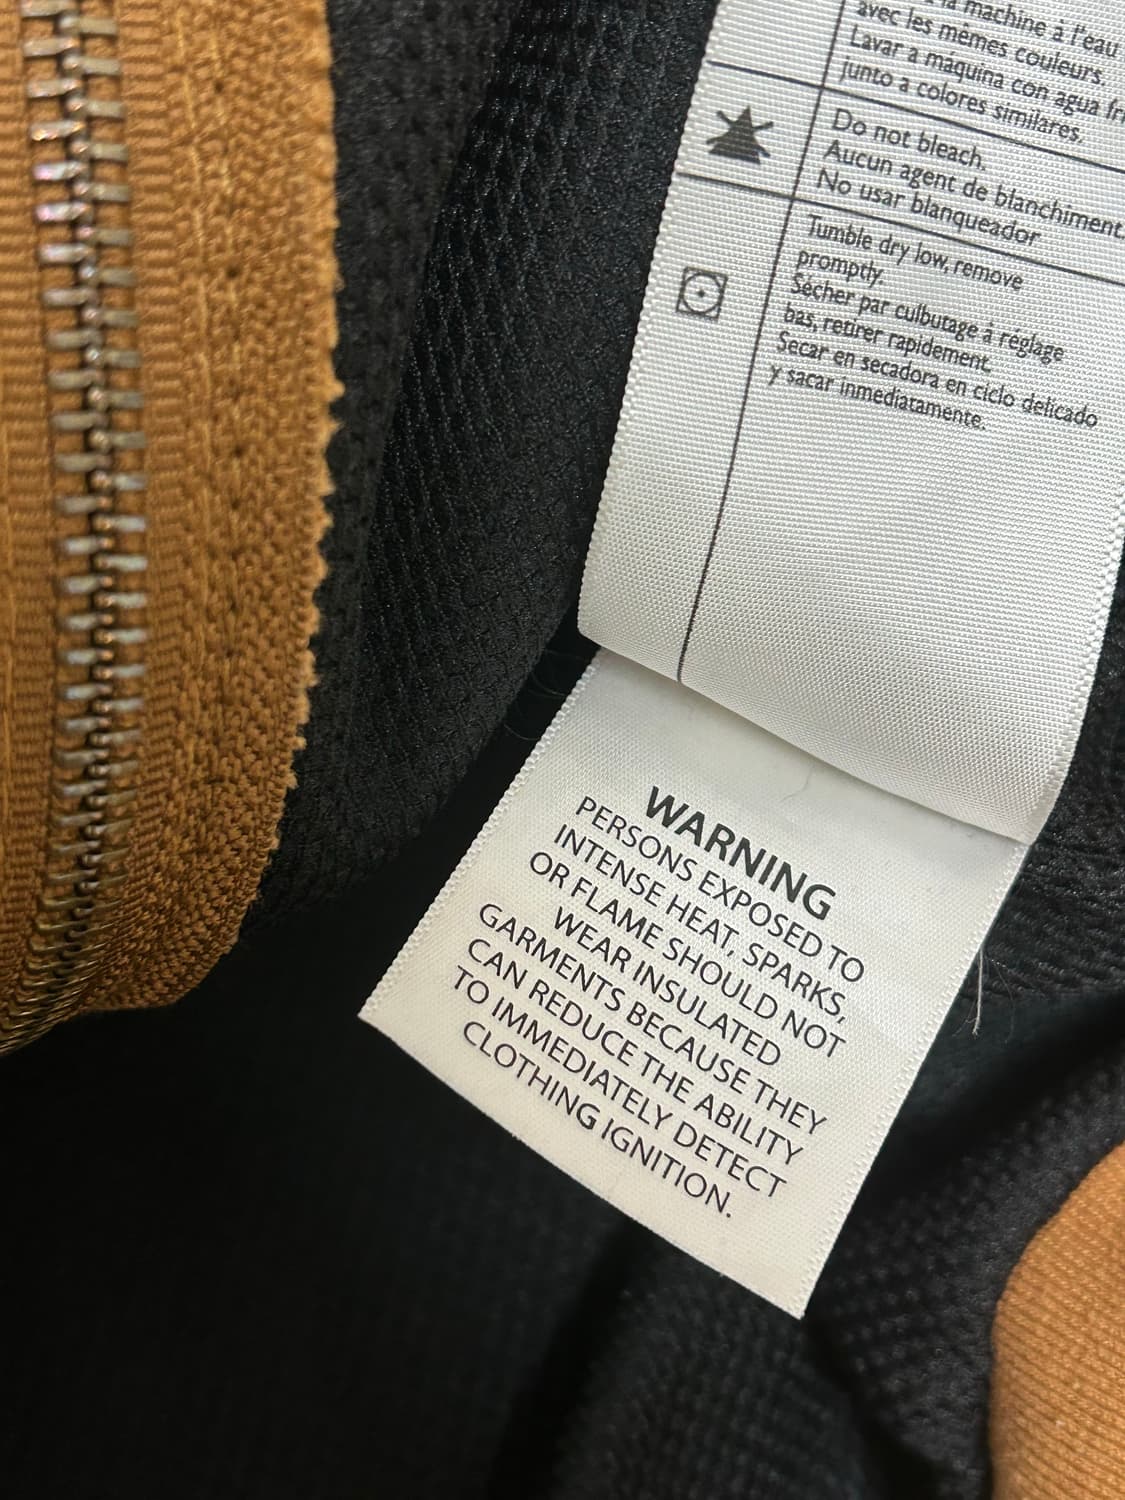 la machine à l'eau
avec les mêmes couleurs.
Lavar a maquina con agua
junto a colores similares.
Do not bleach.
Aucun agent de blanchiment.
No usar blanqueador
Tumble dry low, remove
promptly.
Sécher par culbutage à réglage
bas, retirer rapidement.
Secar en secadora en ciclo delicado
y sacar inmediatamente.
WARNING
PERSONS EXPOSED TO
INTENSE HEAT, SPARKS,
OR FLAME SHOULD NOT
WEAR INSULATED
GARMENTS BECAUSE THEY
CAN REDUCE THE ABILITY
TO IMMEDIATELY DETECT
CLOTHING IGNITION.